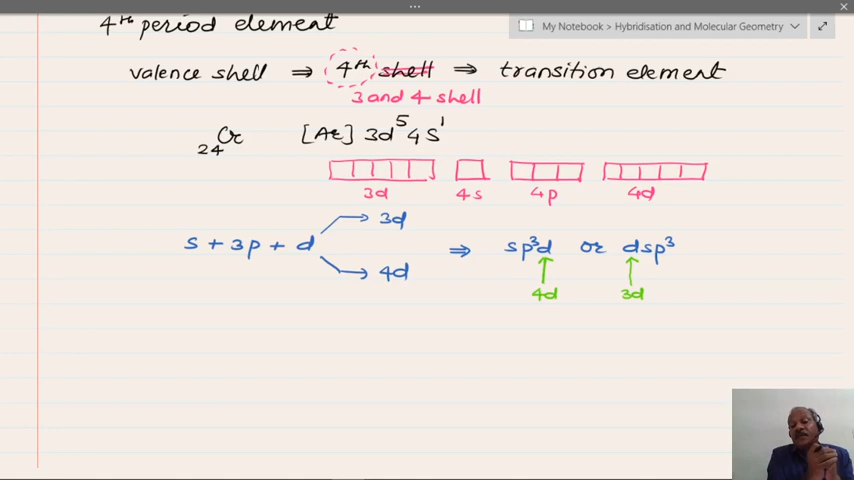 4th period element
My Notebook > Hybridisation and Molecular Geometry
valence shell ⇒ 4th shell ⇒ transition element
3 and 4 shell
24Cr [Ar] 3d5 4s1
3d 4s 4p 4d
3d
s + 3p + d ⇒ sp3d or dsp3
4d
4d 3d